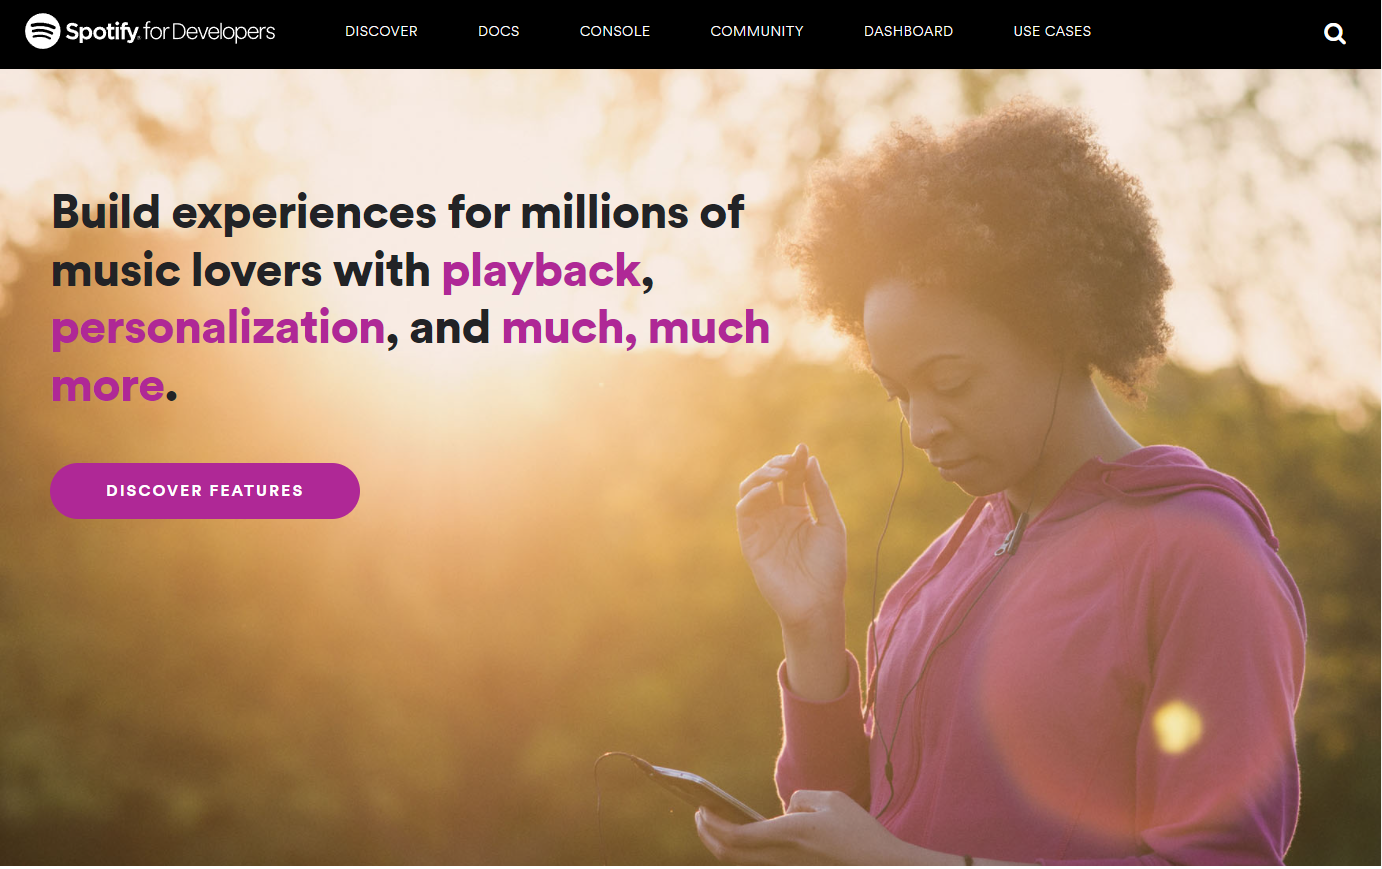 Spotify for Developers
DISCOVER
DOCS
CONSOLE
COMMUNITY
DASHBOARD
USE CASES
Build experiences for millions of
music lovers with playback,
personalization, and much, much
more.
DISCOVER FEATURES